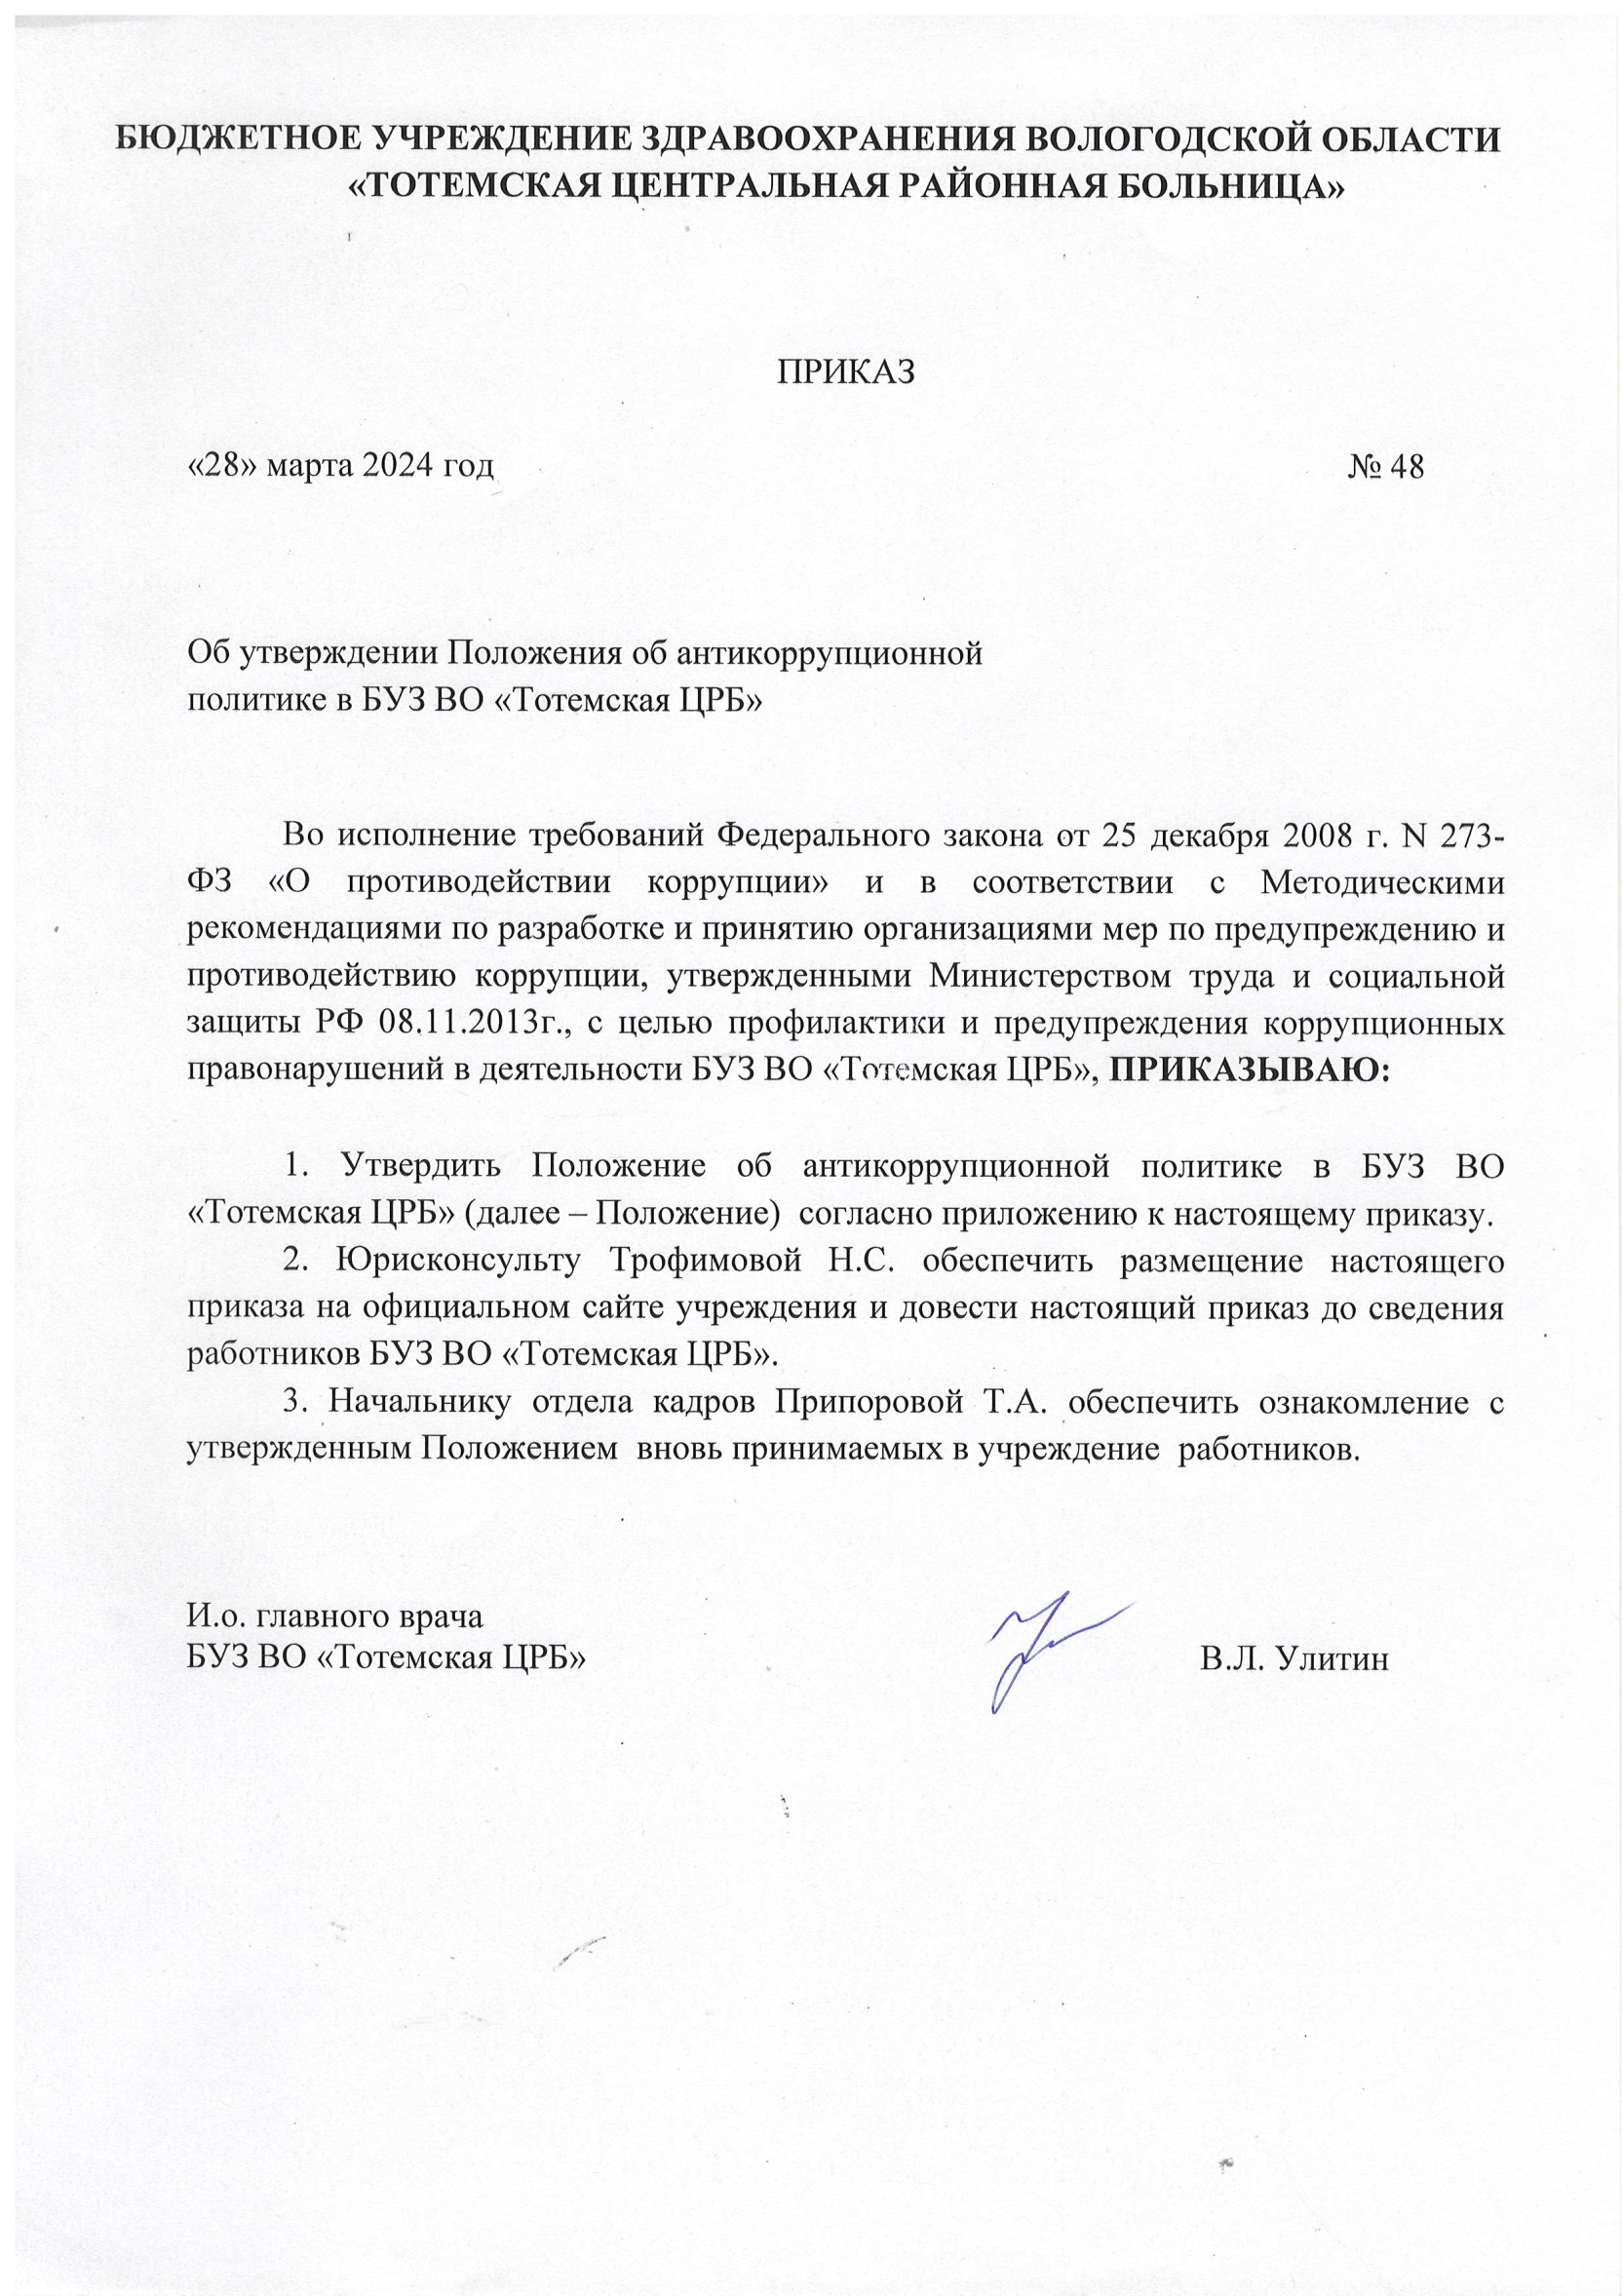 БЮДЖЕТНОЕ УЧРЕЖДЕНИЕ ЗДРАВООХРАНЕНИЯ ВОЛОГОДСКОЙ ОБЛАСТИ
«ТОТЕМСКАЯ ЦЕНТРАЛЬНАЯ РАЙОННАЯ БОЛЬНИЦА»
ПРИКАЗ
«28» марта 2024 год № 48
Об утверждении Положения об антикоррупционной
политике в БУЗ ВО «Тотемская ЦРБ»
Во исполнение требований Федерального закона от 25 декабря 2008 г. N 273-
ФЗ «О противодействии коррупции» и в соответствии с Методическими
рекомендациями по разработке и принятию организациями мер по предупреждению и
противодействию коррупции, утвержденными Министерством труда и социальной
защиты РФ 08.11.2013г., с целью профилактики и предупреждения коррупционных
правонарушений в деятельности БУЗ ВО «Тотемская ЦРБ», ПРИКАЗЫВАЮ:
1. Утвердить Положение об антикоррупционной политике в БУЗ ВО
«Тотемская ЦРБ» (далее – Положение) согласно приложению к настоящему приказу.
2. Юрисконсульту Трофимовой Н.С. обеспечить размещение настоящего
приказа на официальном сайте учреждения и довести настоящий приказ до сведения
работников БУЗ ВО «Тотемская ЦРБ».
3. Начальнику отдела кадров Припоровой Т.А. обеспечить ознакомление с
утвержденным Положением вновь принимаемых в учреждение работников.
И.о. главного врача
БУЗ ВО «Тотемская ЦРБ» В.Л. Улитин